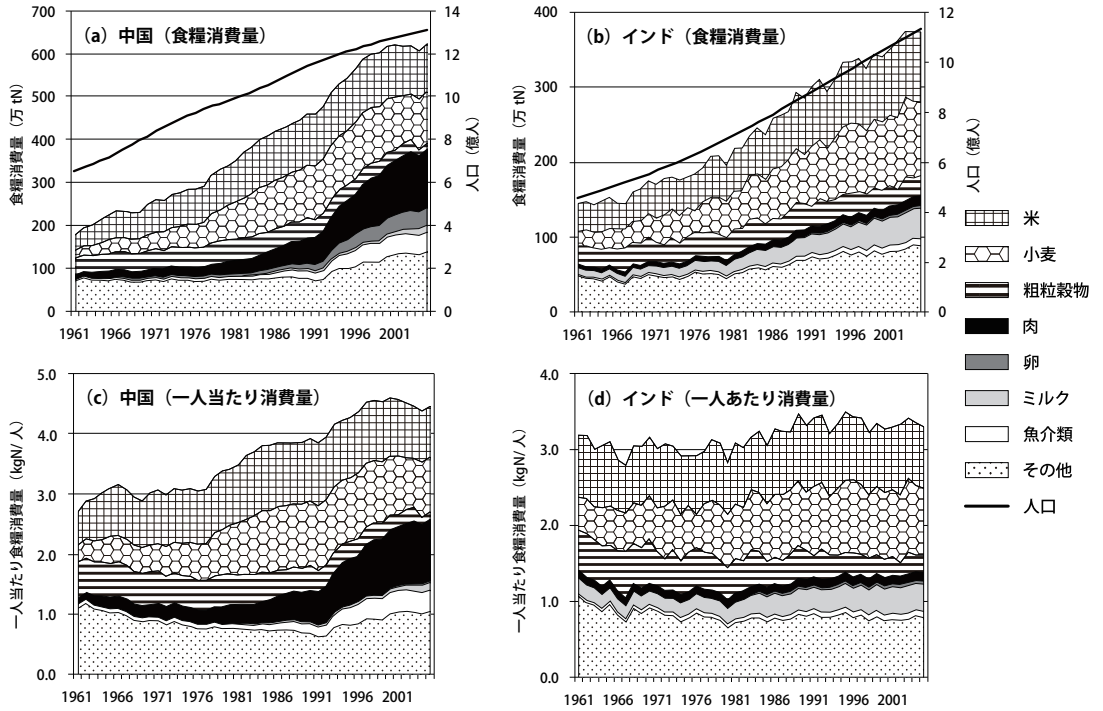 (a) 中国（食糧消費量）
食糧消費量（万 tN）
700
600
500
400
300
200
100
0
14
12
10
8
6
4
2
0
人口（億人）
1961 1966 1971 1976 1981 1986 1991 1996 2001
(b) インド（食糧消費量）
食糧消費量（万 tN）
400
300
200
100
0
12
10
8
6
4
2
0
人口（億人）
1961 1966 1971 1976 1981 1986 1991 1996 2001
米
小麦
粗粒穀物
肉
卵
ミルク
魚介類
その他
人口
(c) 中国（一人当たり消費量）
一人当たり食糧消費量（kgN/ 人）
5.0
4.0
3.0
2.0
1.0
0.0
1961 1966 1971 1976 1981 1986 1991 1996 2001
(d) インド（一人あたり消費量）
一人当たり食糧消費量（kgN/ 人）
4.0
3.0
2.0
1.0
0.0
1961 1966 1971 1976 1981 1986 1991 1996 2001